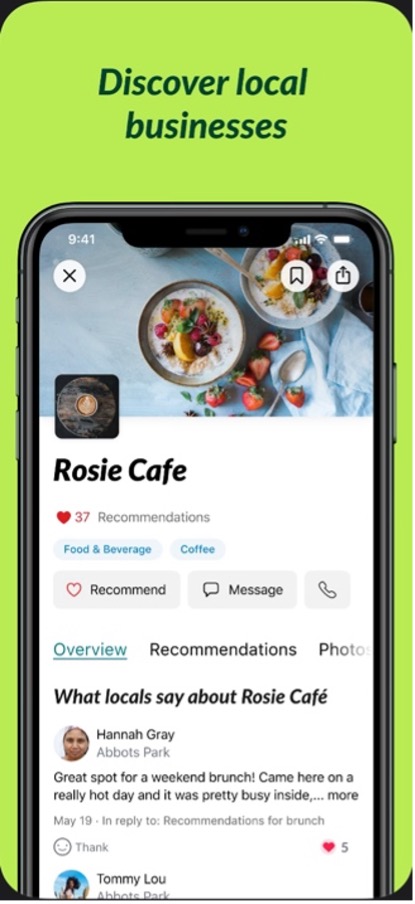 Discover local
businesses
9:41
Rosie Cafe
37 Recommendations
Food & Beverage Coffee
Recommend Message
Overview Recommendations Photos
What locals say about Rosie Café
Hannah Gray
Abbots Park
Great spot for a weekend brunch! Came here on a
really hot day and it was pretty busy inside,... more
May 19 · In reply to: Recommendations for brunch
Thank 5
Tommy Lou
Abbots Park